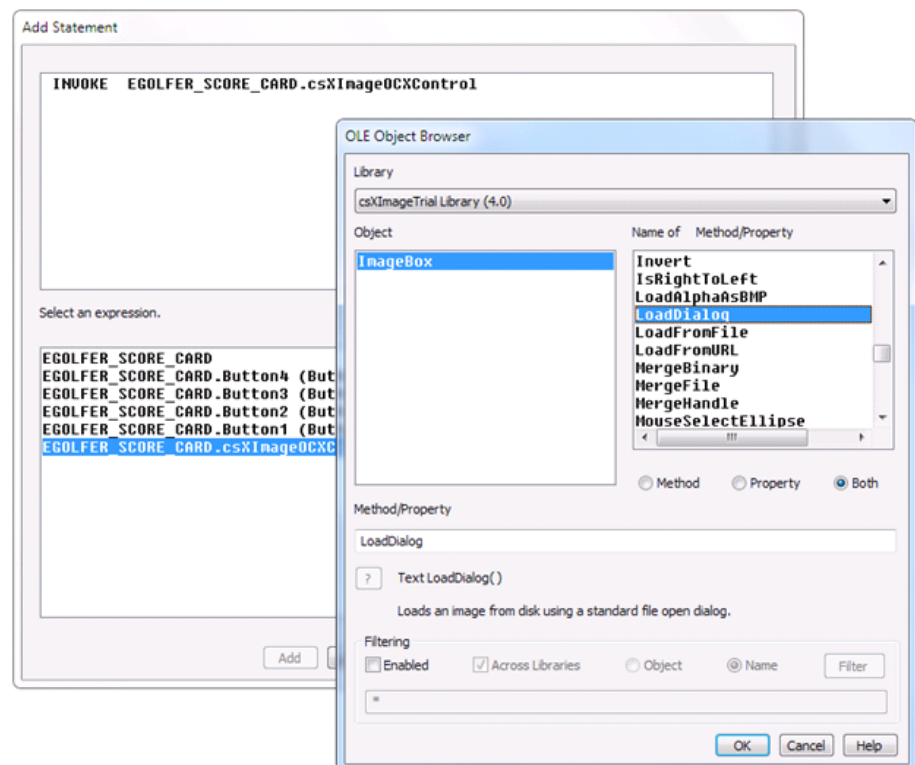 Add Statement
INVOKE EGOLFER_SCORE_CARD.csXImageOCXControl
Select an expression.
EGOLFER_SCORE_CARD
EGOLFER_SCORE_CARD.Button4 (But
EGOLFER_SCORE_CARD.Button3 (But
EGOLFER_SCORE_CARD.Button2 (But
EGOLFER_SCORE_CARD.Button1 (But
EGOLFER_SCORE_CARD.csXImageOCXC
Add
OLE Object Browser
Library
csXImageTrial Library (4.0)
Object
ImageBox
Name of Method/Property
Invert
IsRightToLeft
LoadAlphaAsBMP
LoadDialog
LoadFromFile
LoadFromURL
MergeBinary
MergeFile
MergeHandle
MouseSelectEllipse
Method Property Both
Method/Property
LoadDialog
? Text LoadDialog( )
Loads an image from disk using a standard file open dialog.
Filtering
Enabled Across Libraries Object Name Filter
OK Cancel Help